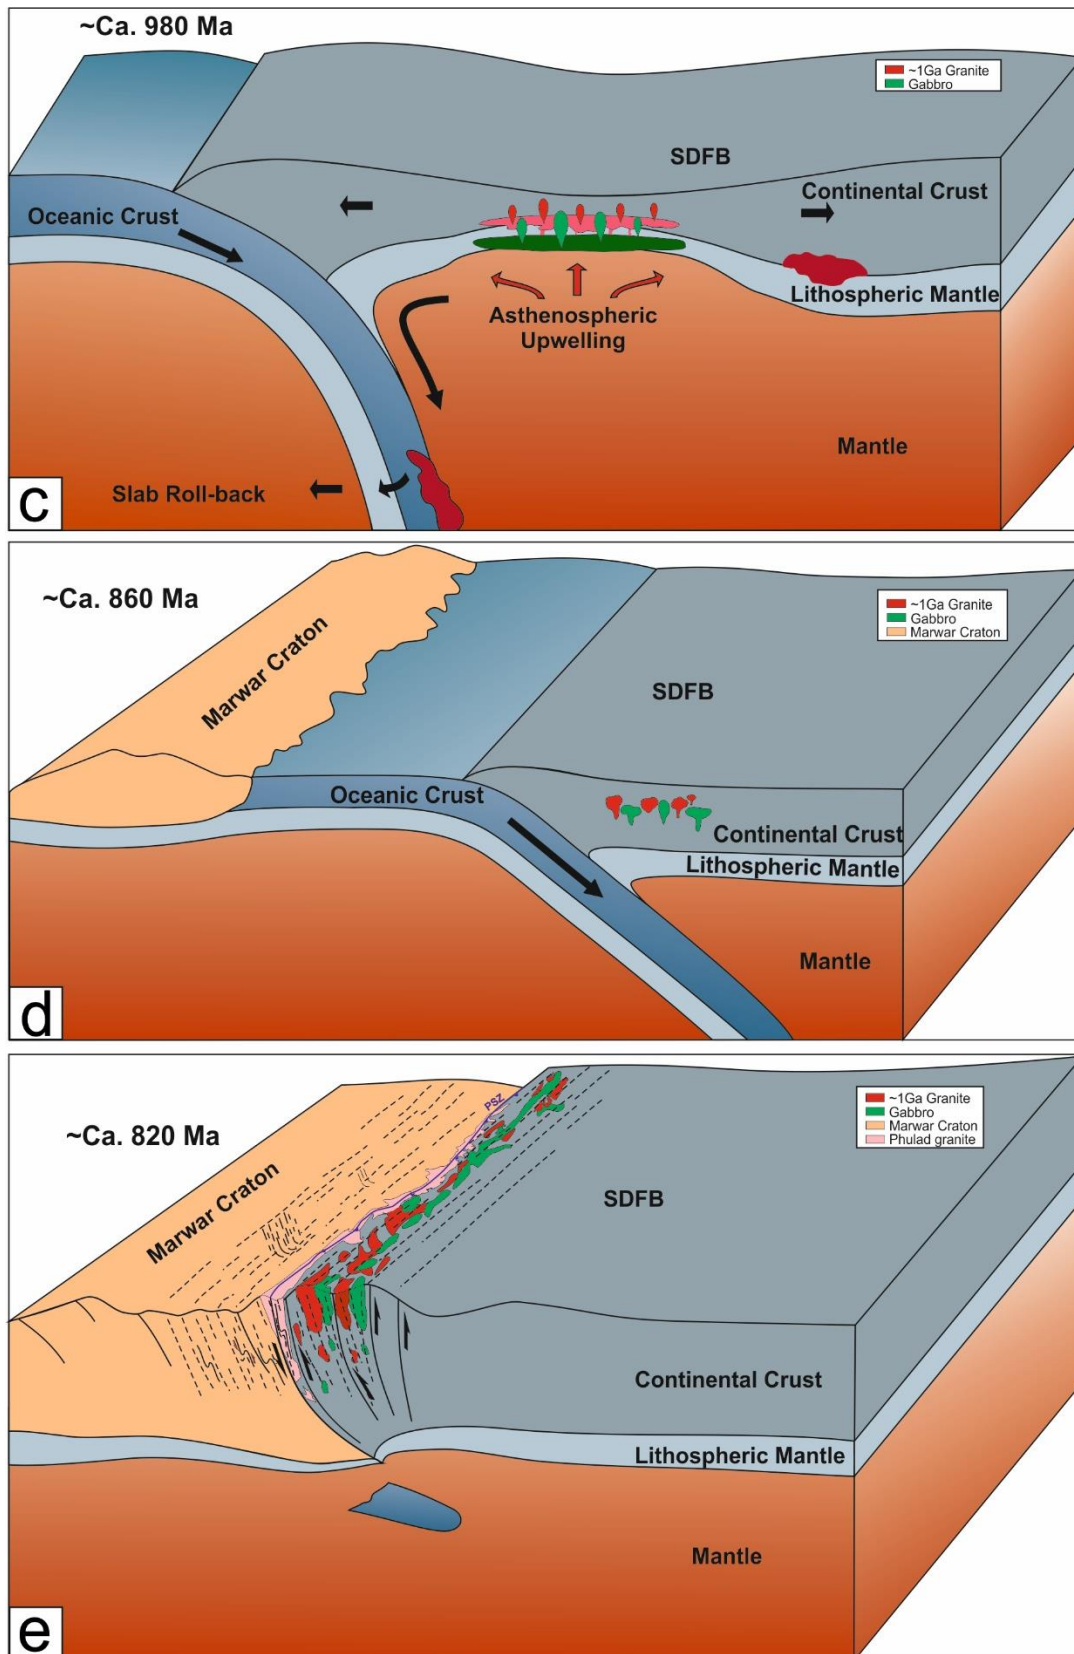 ~Ca. 980 Ma
~1Ga Granite
Gabbro
SDFB
Continental Crust
Oceanic Crust
Lithospheric Mantle
Asthenospheric
Upwelling
Mantle
Slab Roll-back
c
~Ca. 860 Ma
~1Ga Granite
Gabbro
Marwar Craton
Marwar Craton
SDFB
Oceanic Crust
Continental Crust
Lithospheric Mantle
Mantle
d
~Ca. 820 Ma
~1Ga Granite
Gabbro
Marwar Craton
Phulad granite
PSZ
Marwar Craton
SDFB
Continental Crust
Lithospheric Mantle
Mantle
e